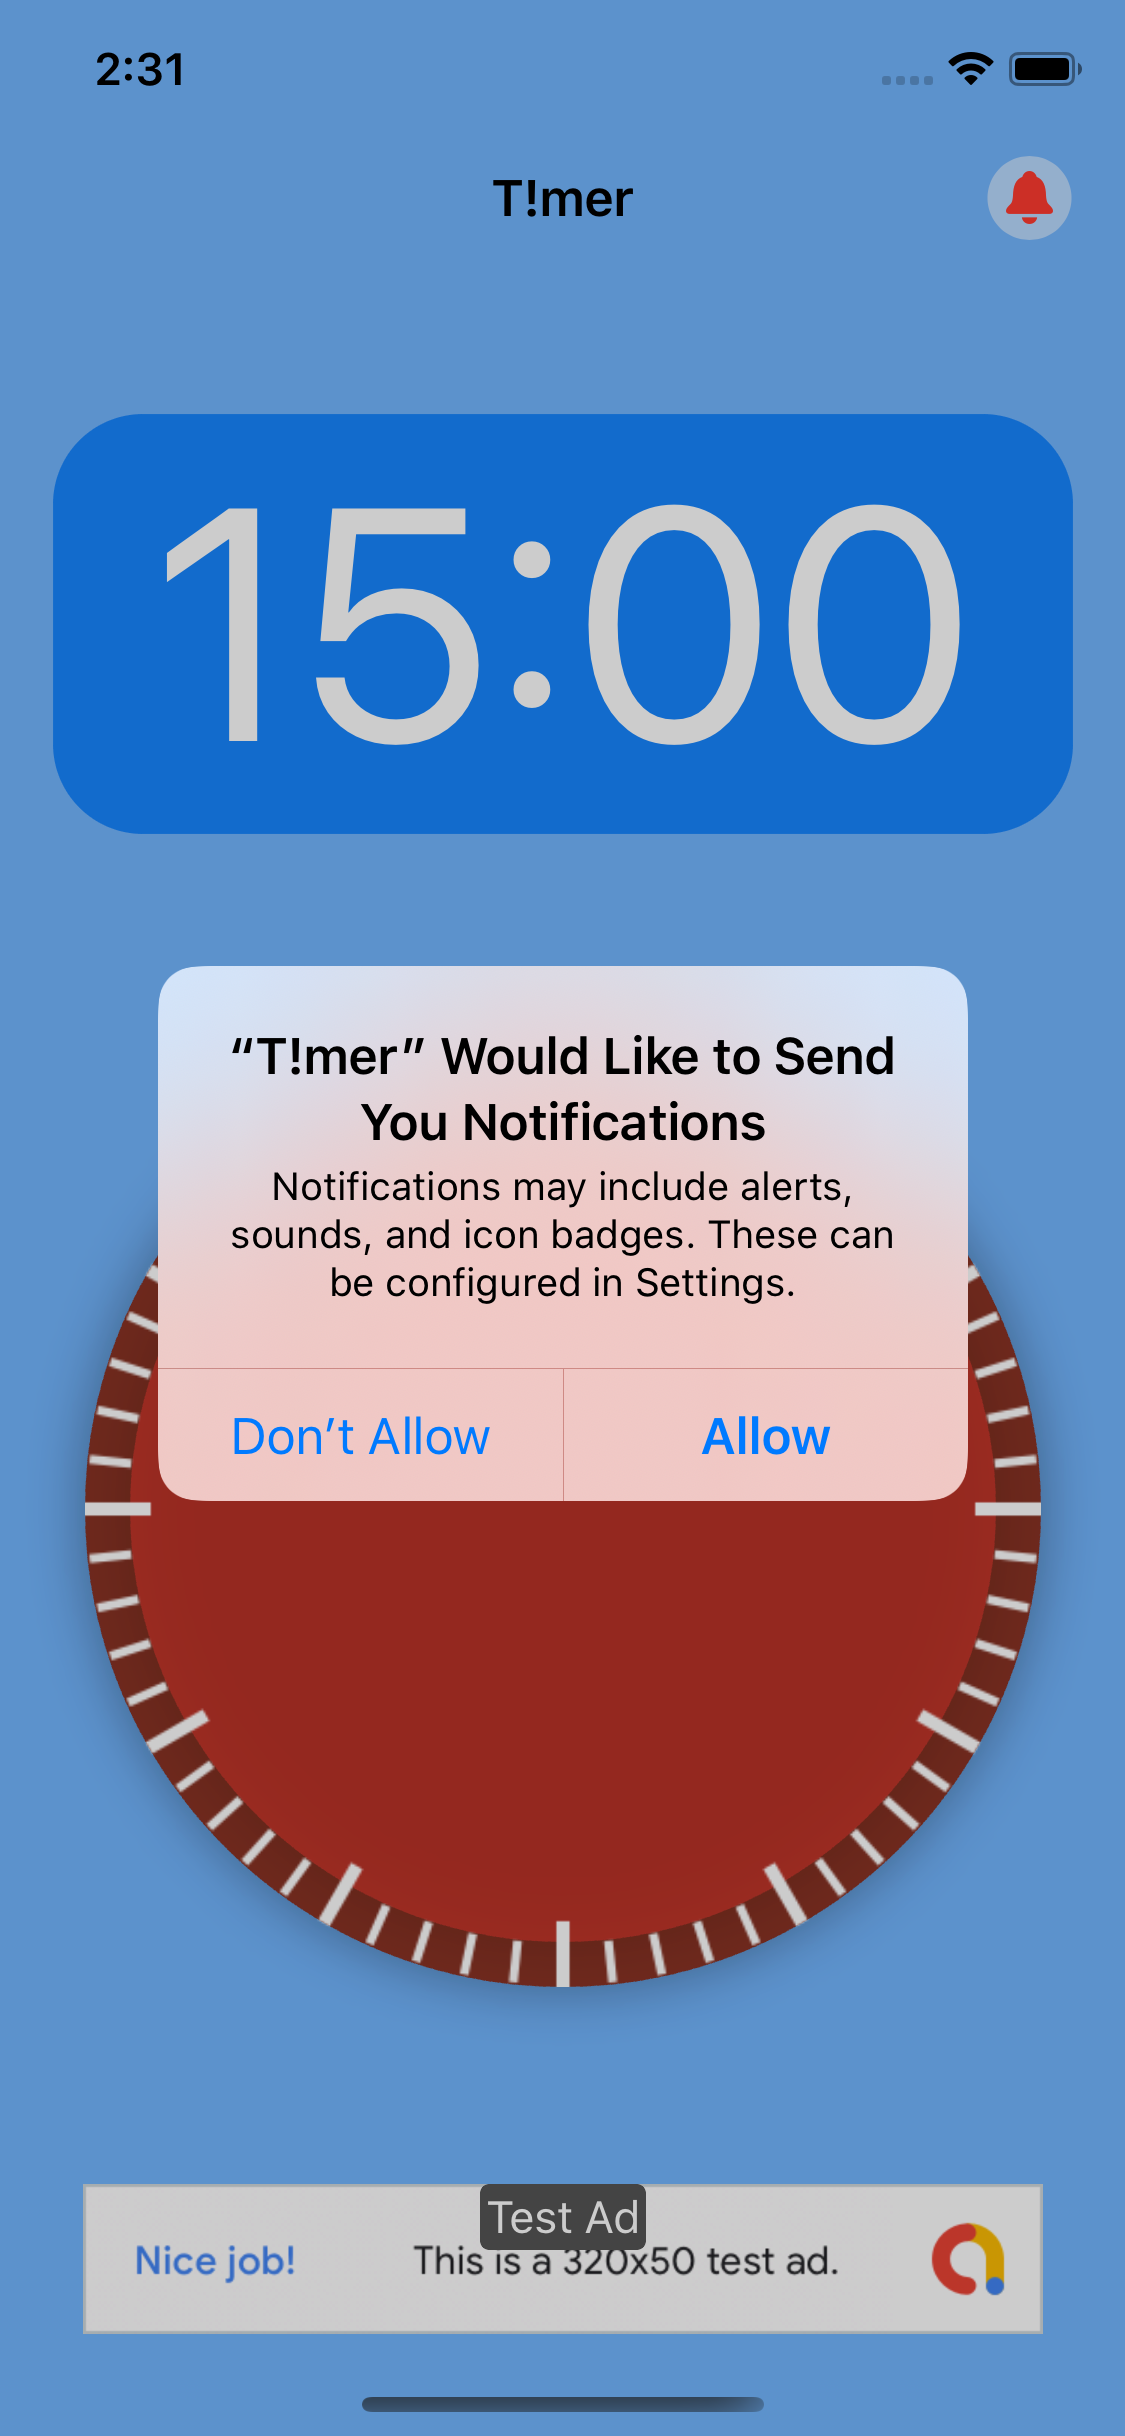 2:31
T!mer
15:00
“T!mer” Would Like to Send
You Notifications
Notifications may include alerts,
sounds, and icon badges. These can
be configured in Settings.
Don’t Allow
Allow
Test Ad
Nice job!
This is a 320x50 test ad.